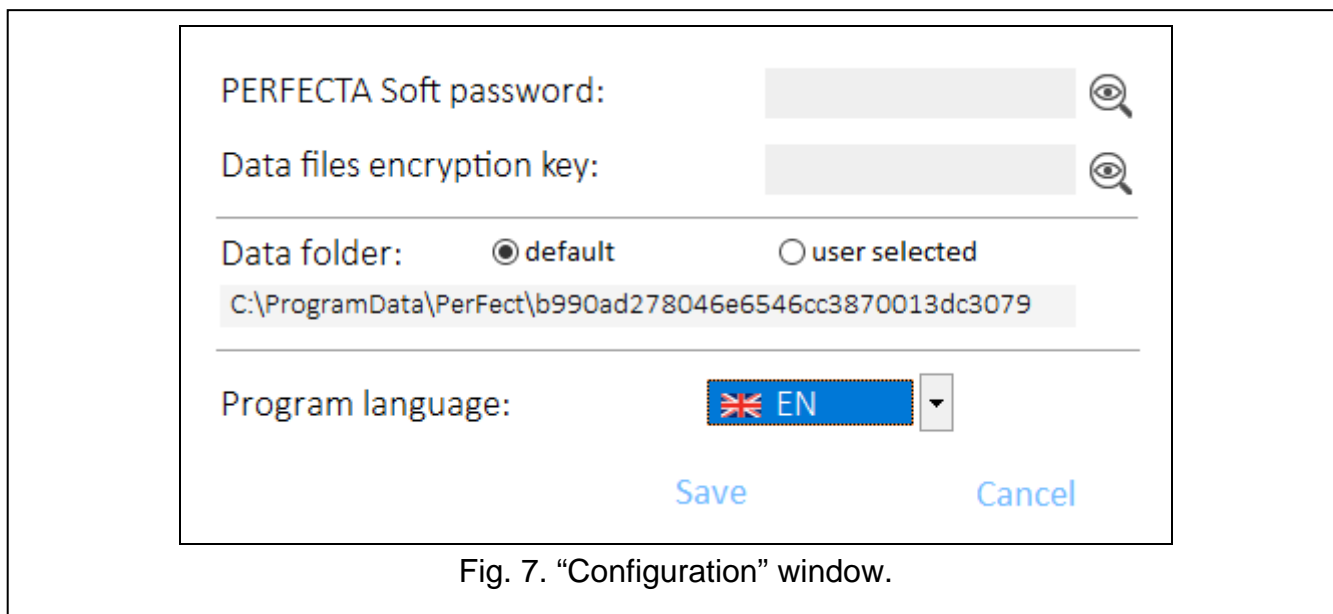 PERFECTA Soft password:
Data files encryption key:
Data folder: default user selected
C:\ProgramData\PerFect\b990ad278046e6546cc3870013dc3079
Program language: EN
Save Cancel
Fig. 7. “Configuration” window.